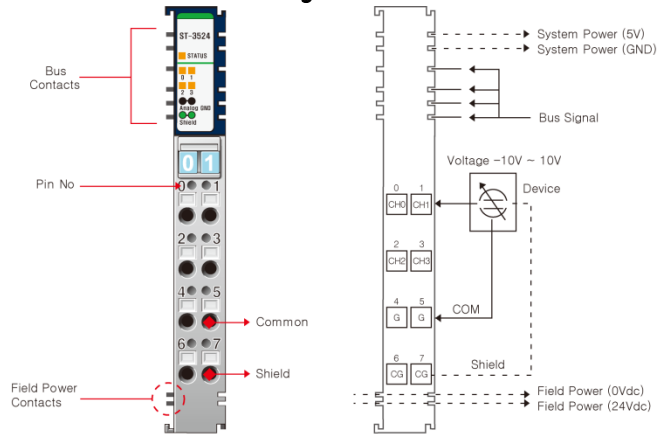 ST-3524
STATUS
0 1
2 3
Analog GND
Shield
01
Bus
Contacts
Pin No
0 1
2 3
4 5
6 7
Common
Shield
Field Power
Contacts
System Power (5V)
System Power (GND)
Bus Signal
Voltage -10V ~ 10V
Device
0 1
CH0 CH1
2 3
CH2 CH3
4 5
G G
COM
6 7
CG CG
Shield
Field Power (0Vdc)
Field Power (24Vdc)